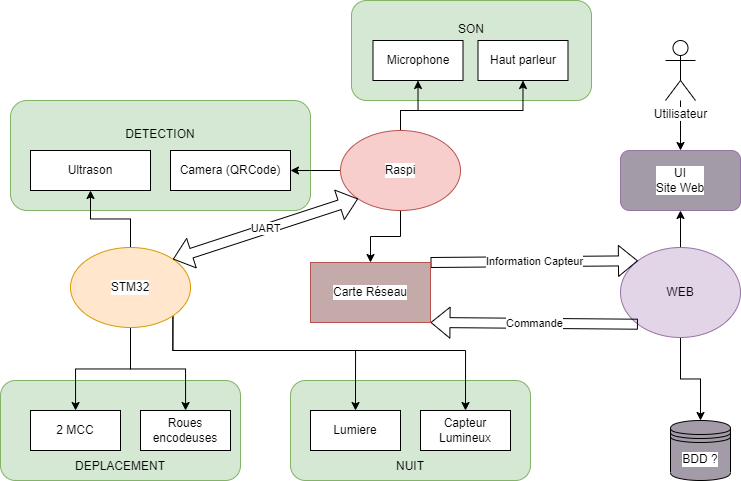 SON
Microphone
Haut parleur
Utilisateur
DETECTION
Ultrason
Camera (QRCode)
Raspi
UI
Site Web
UART
STM32
Carte Réseau
Information Capteur
WEB
Commande
2 MCC
Roues
encodeuses
DEPLACEMENT
Lumiere
Capteur
Lumineux
NUIT
BDD ?